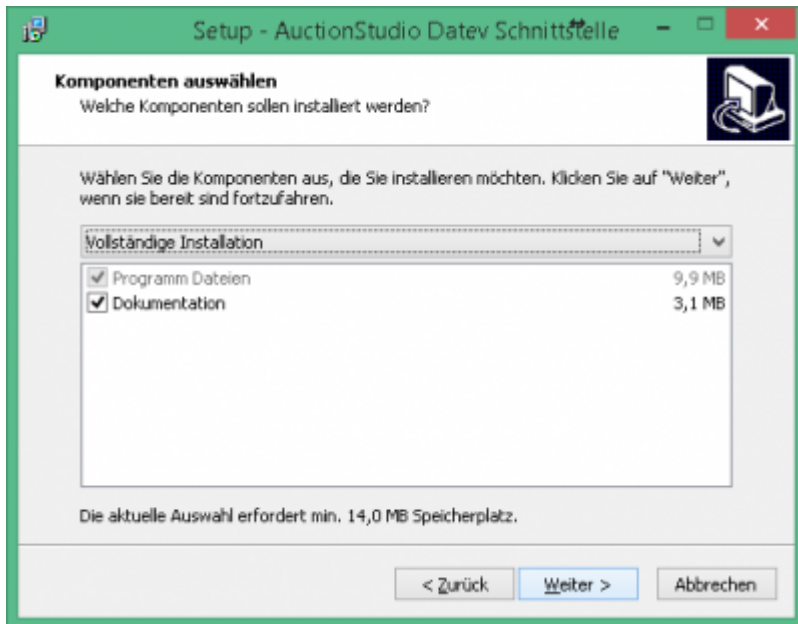 Setup - AuctionStudio Datev Schnittstelle
Komponenten auswählen
Welche Komponenten sollen installiert werden?
Wählen Sie die Komponenten aus, die Sie installieren möchten. Klicken Sie auf "Weiter",
wenn sie bereit sind fortzufahren.
Vollständige Installation
Programm Dateien 9,9 MB
Dokumentation 3,1 MB
Die aktuelle Auswahl erfordert min. 14,0 MB Speicherplatz.
< Zurück Weiter > Abbrechen